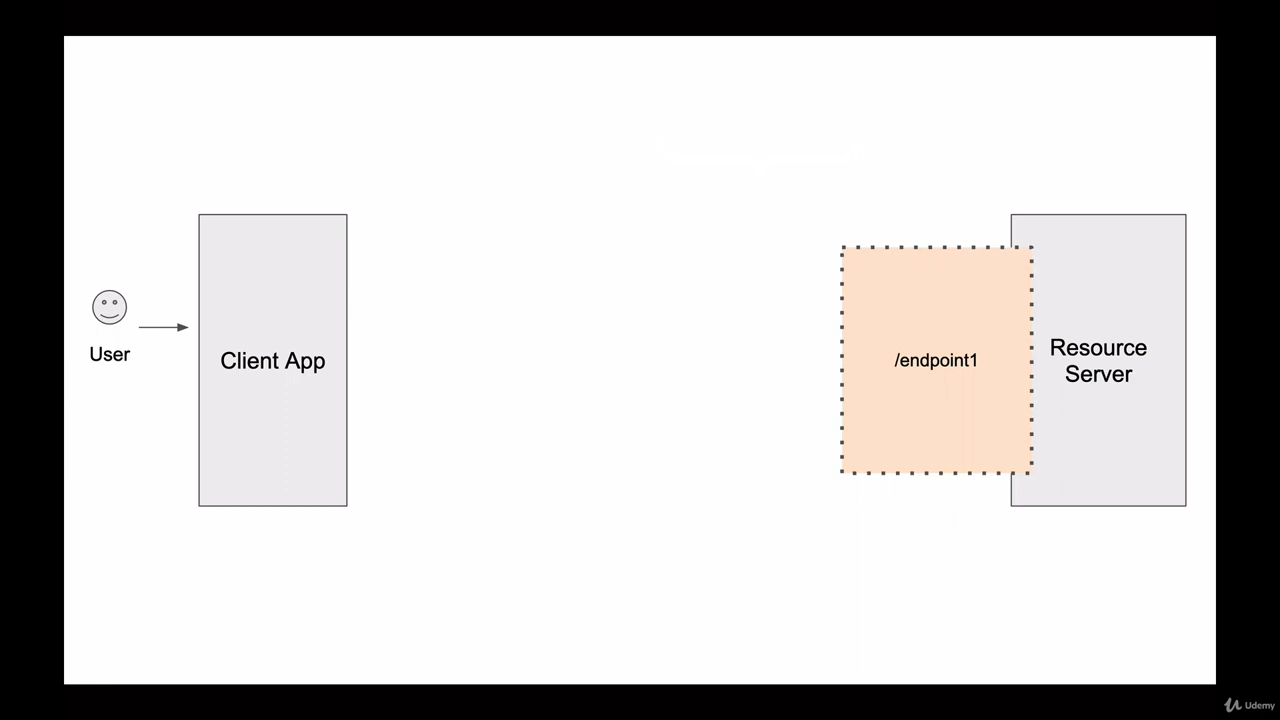 User
Client App
/endpoint1
Resource
Server
Udemy